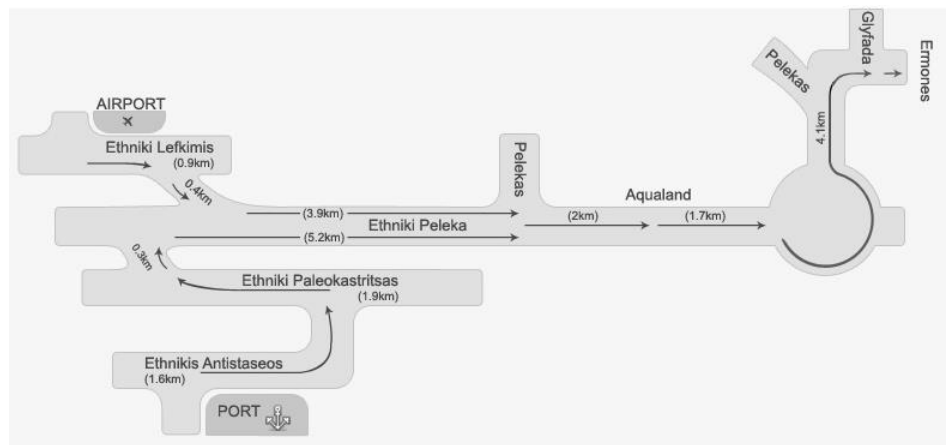 AIRPORT
Ethniki Lefkimis
(0.9km)
0.4km
(3.9km)
Ethniki Peleka
(5.2km)
Pelekas
(2km)
Aqualand
(1.7km)
4.1km
Pelekas
Glyfada
Ermones
0.3km
Ethniki Paleokastritsas
(1.9km)
Ethnikis Antistaseos
(1.6km)
PORT